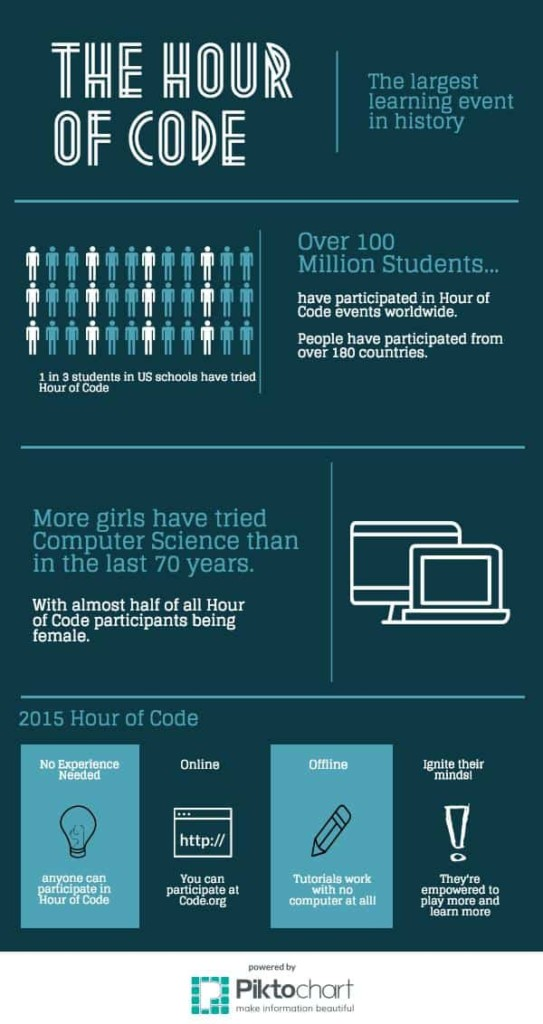 THE HOUR
OF CODE
The largest
learning event
in history
Over 100
Million Students...
have participated in Hour of
Code events worldwide.
People have participated from
over 180 countries.
1 in 3 students in US schools have tried
Hour of Code
More girls have tried
Computer Science than
in the last 70 years.
With almost half of all Hour
of Code participants being
female.
2015 Hour of Code
No Experience
Needed
anyone can
participate in
Hour of Code
Online
http://
You can
participate at
Code.org
Offline
Tutorials work
with no
computer at all!
Ignite their
minds!
They're
empowered to
play more and
learn more
powered by
Piktochart
make information beautiful